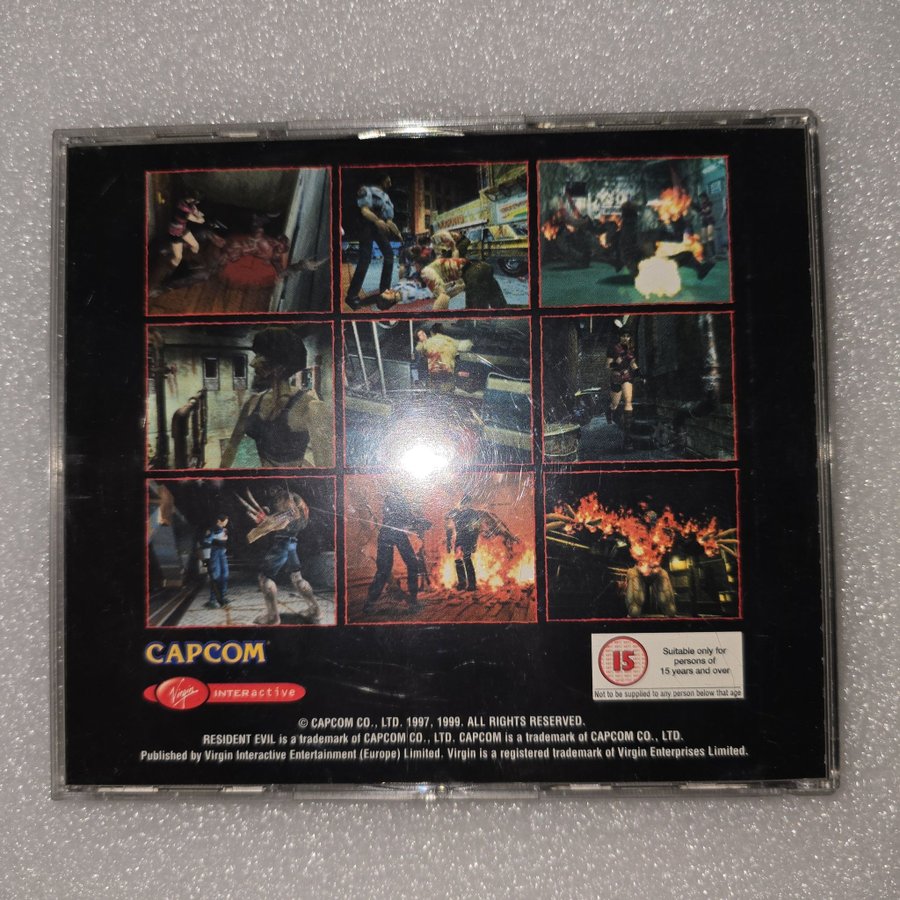 CAPCOM
Virgin INTERactive
15
Suitable only for
persons of
15 years and over
Not to be supplied to any person below that age
© CAPCOM CO., LTD. 1997, 1999. ALL RIGHTS RESERVED.
RESIDENT EVIL is a trademark of CAPCOM CO., LTD. CAPCOM is a trademark of CAPCOM CO., LTD.
Published by Virgin Interactive Entertainment (Europe) Limited. Virgin is a registered trademark of Virgin Enterprises Limited.